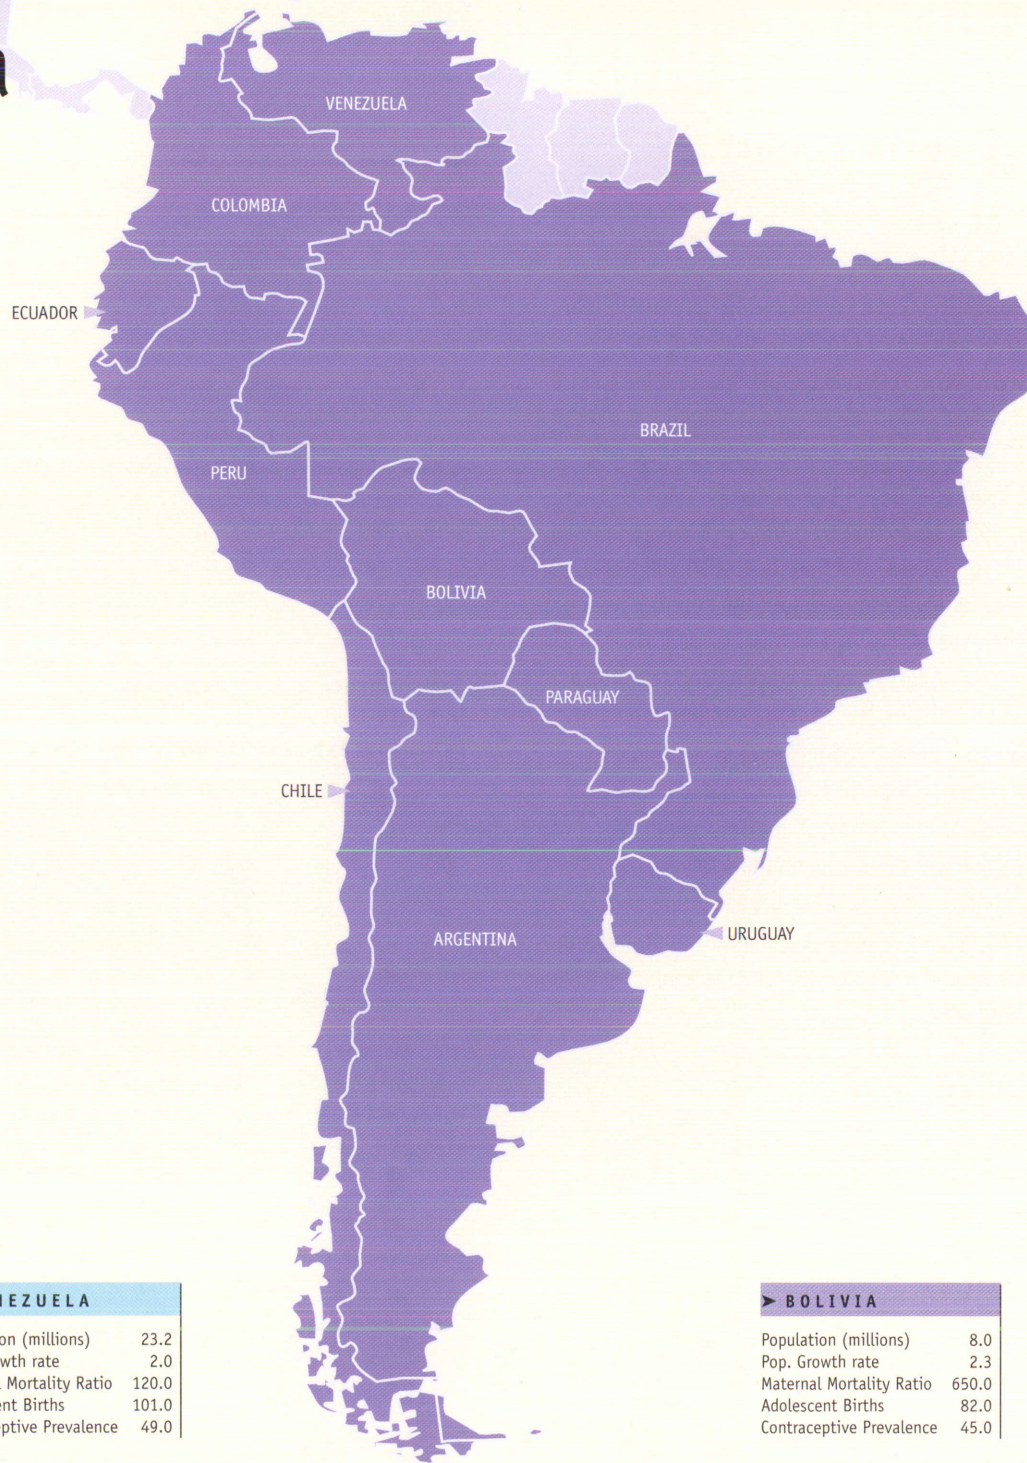 VENEZUELA
COLOMBIA
ECUADOR
BRAZIL
PERU
BOLIVIA
PARAGUAY
CHILE
ARGENTINA
URUGUAY
EZUELA
on (millions) 23.2
wth rate 2.0
Mortality Ratio 120.0
ent Births 101.0
eptive Prevalence 49.0
➤ BOLIVIA
Population (millions) 8.0
Pop. Growth rate 2.3
Maternal Mortality Ratio 650.0
Adolescent Births 82.0
Contraceptive Prevalence 45.0